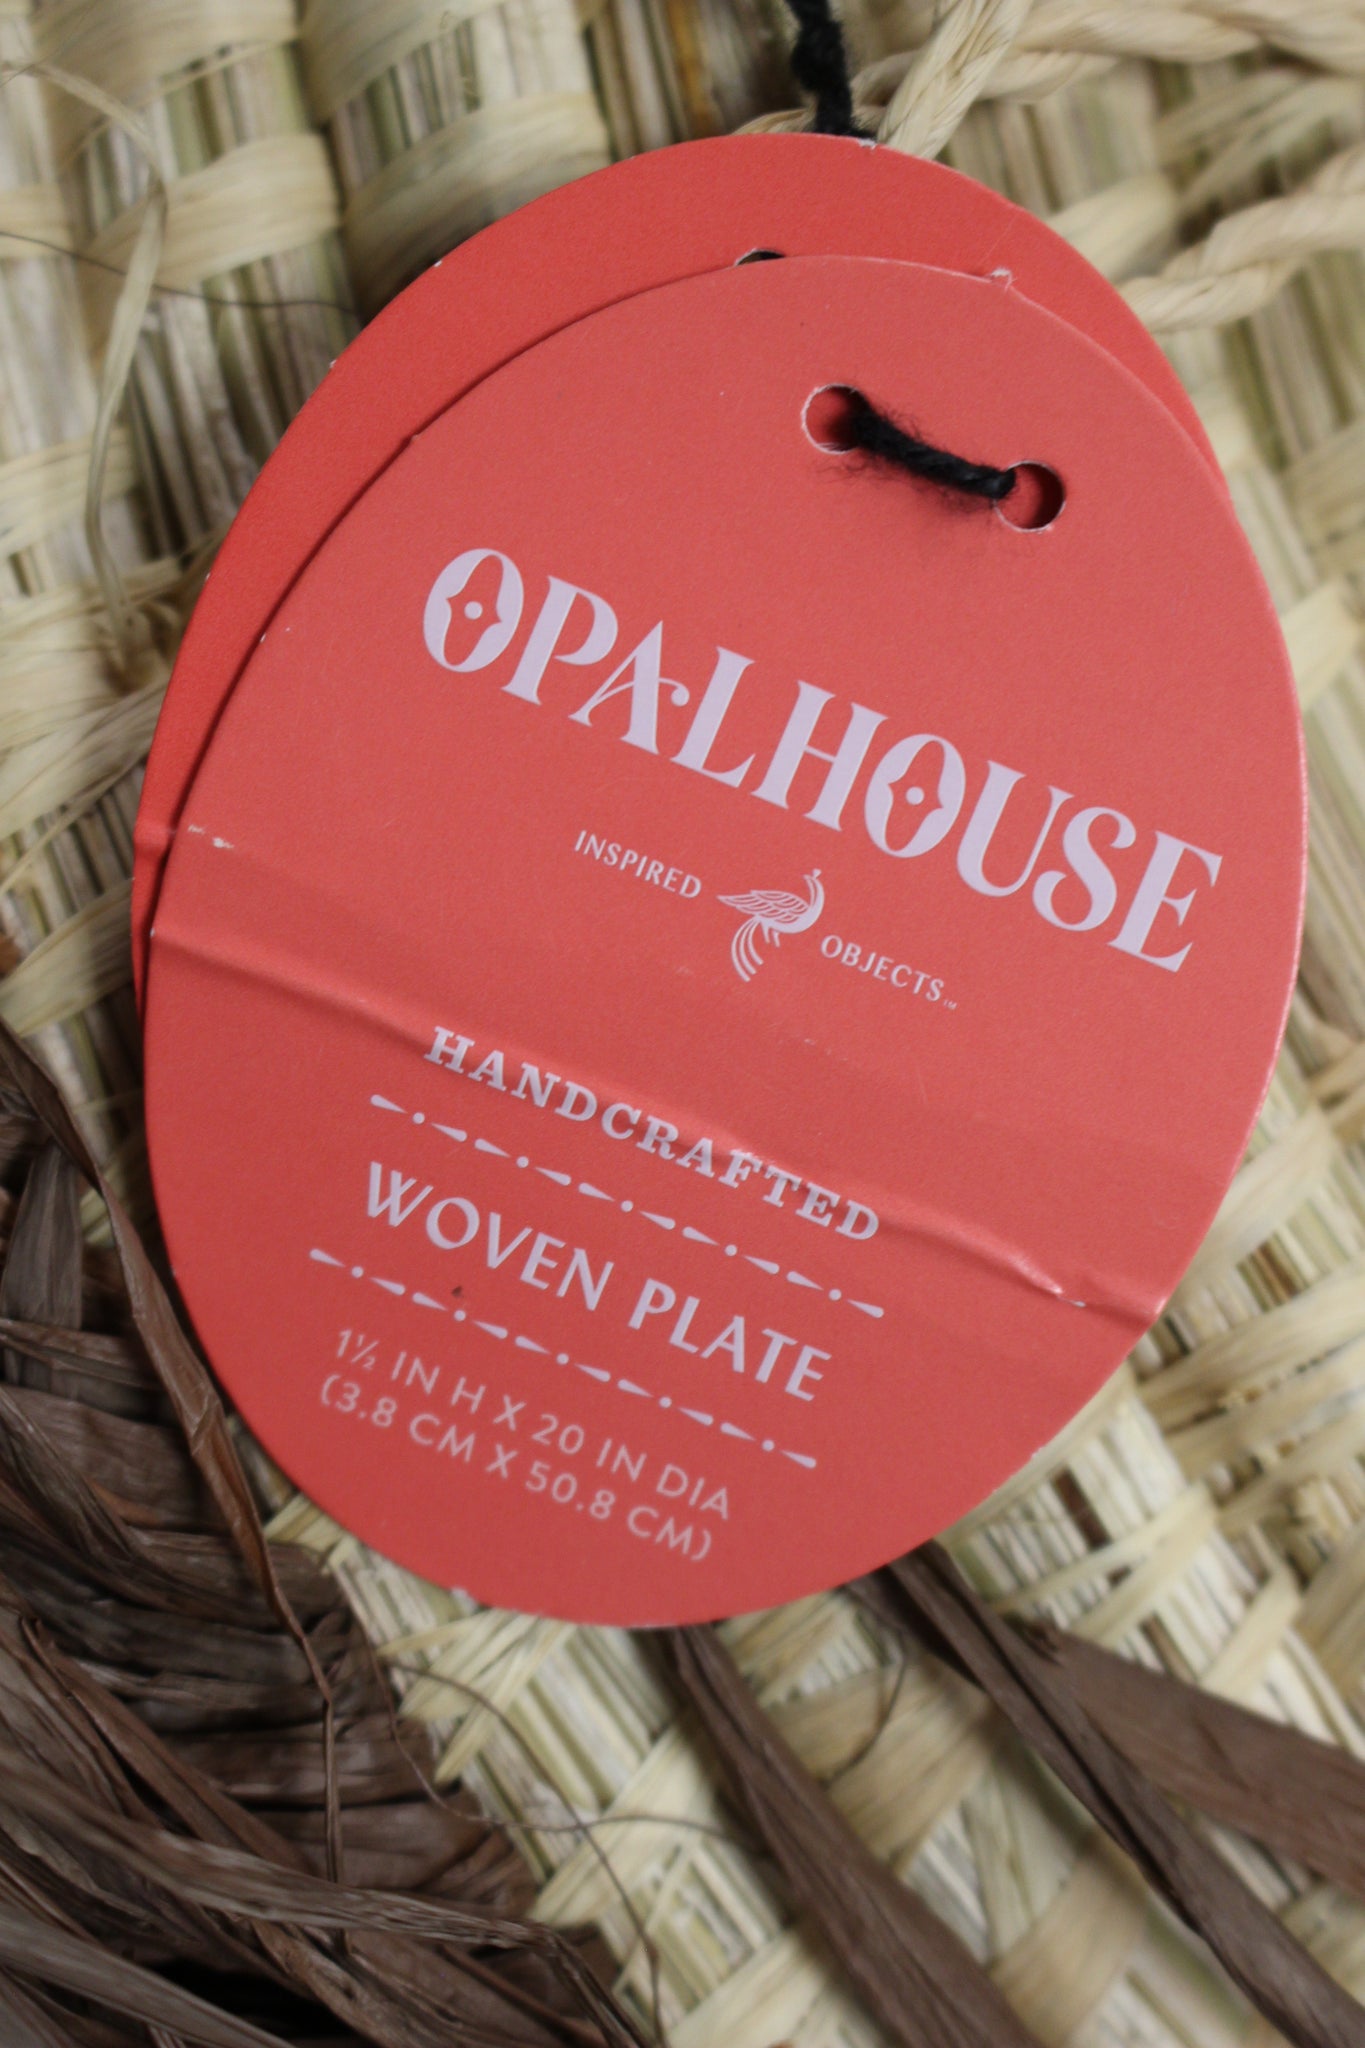 OPALHOUSE
INSPIRED OBJECTS™
HANDCRAFTED
WOVEN PLATE
1½ IN H X 20 IN DIA
(3.8 CM X 50.8 CM)